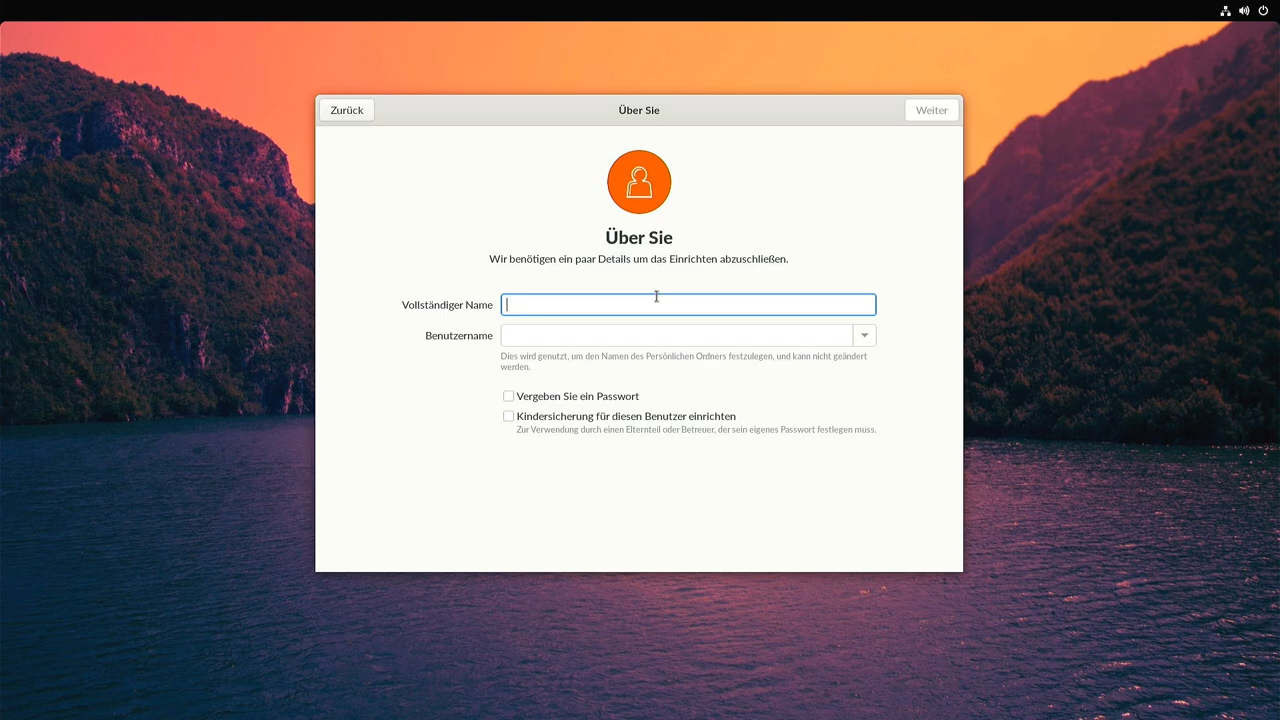 Zurück
Über Sie
Weiter
Über Sie
Wir benötigen ein paar Details um das Einrichten abzuschließen.
Vollständiger Name
Benutzername
Dies wird genutzt, um den Namen des Persönlichen Ordners festzulegen, und kann nicht geändert
werden.
Vergeben Sie ein Passwort
Kindersicherung für diesen Benutzer einrichten
Zur Verwendung durch einen Elternteil oder Betreuer, der sein eigenes Passwort festlegen muss.